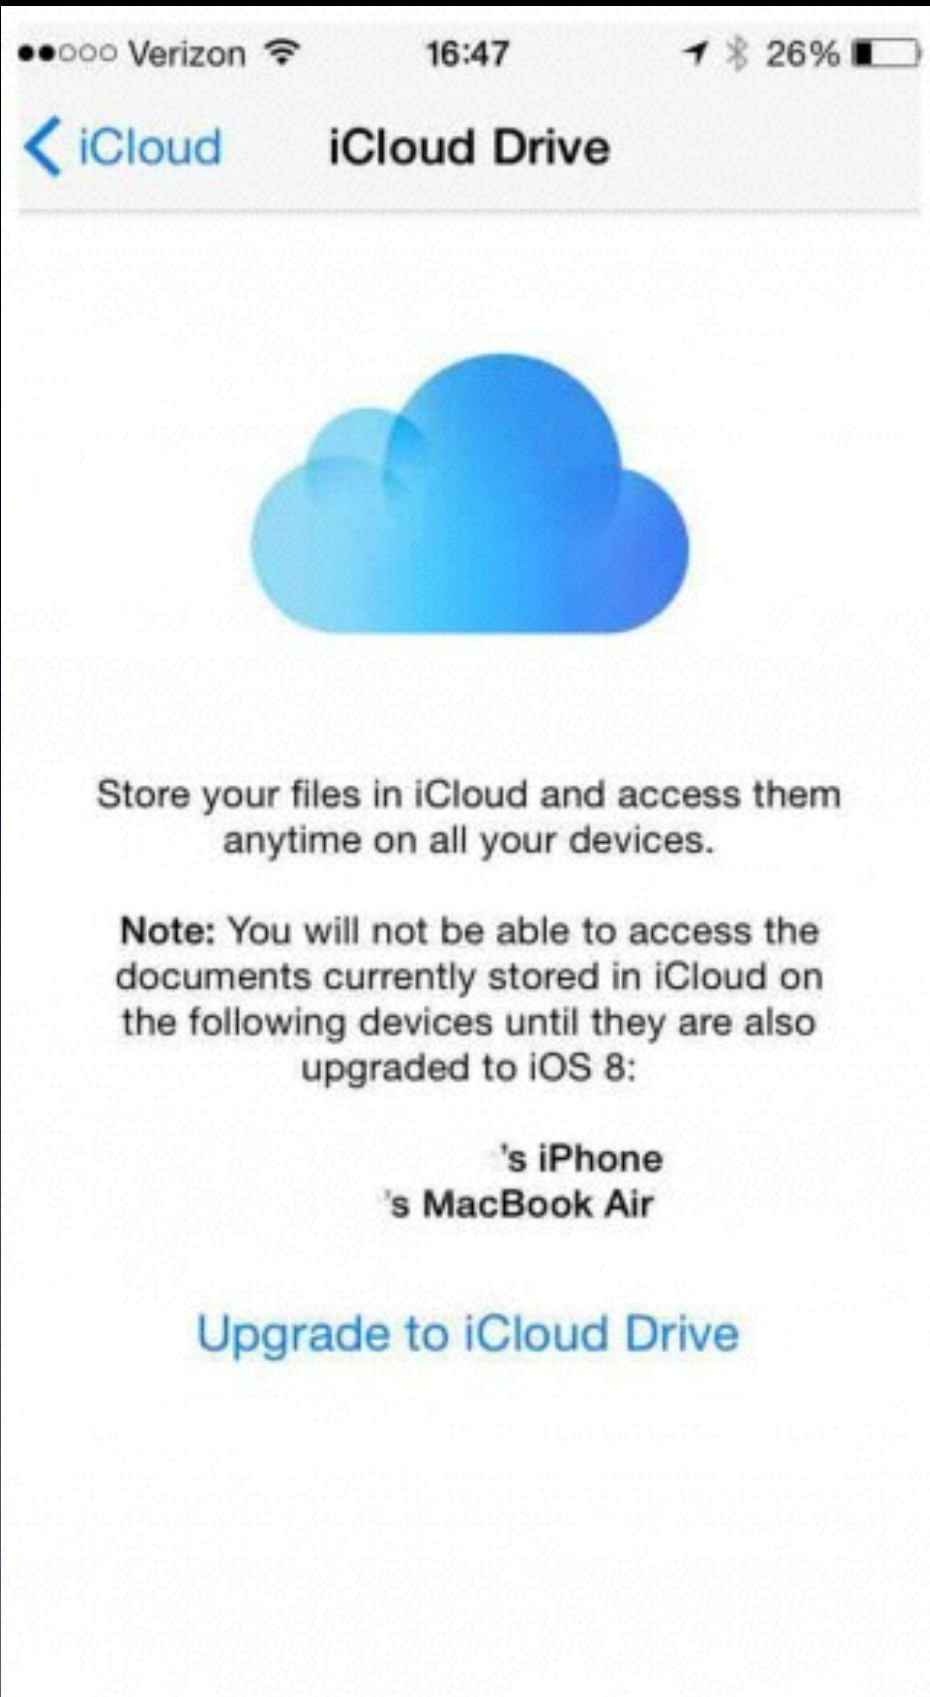 Verizon 16:47 26%
iCloud iCloud Drive
Store your files in iCloud and access them
anytime on all your devices.
Note: You will not be able to access the
documents currently stored in iCloud on
the following devices until they are also
upgraded to iOS 8:
's iPhone
's MacBook Air
Upgrade to iCloud Drive